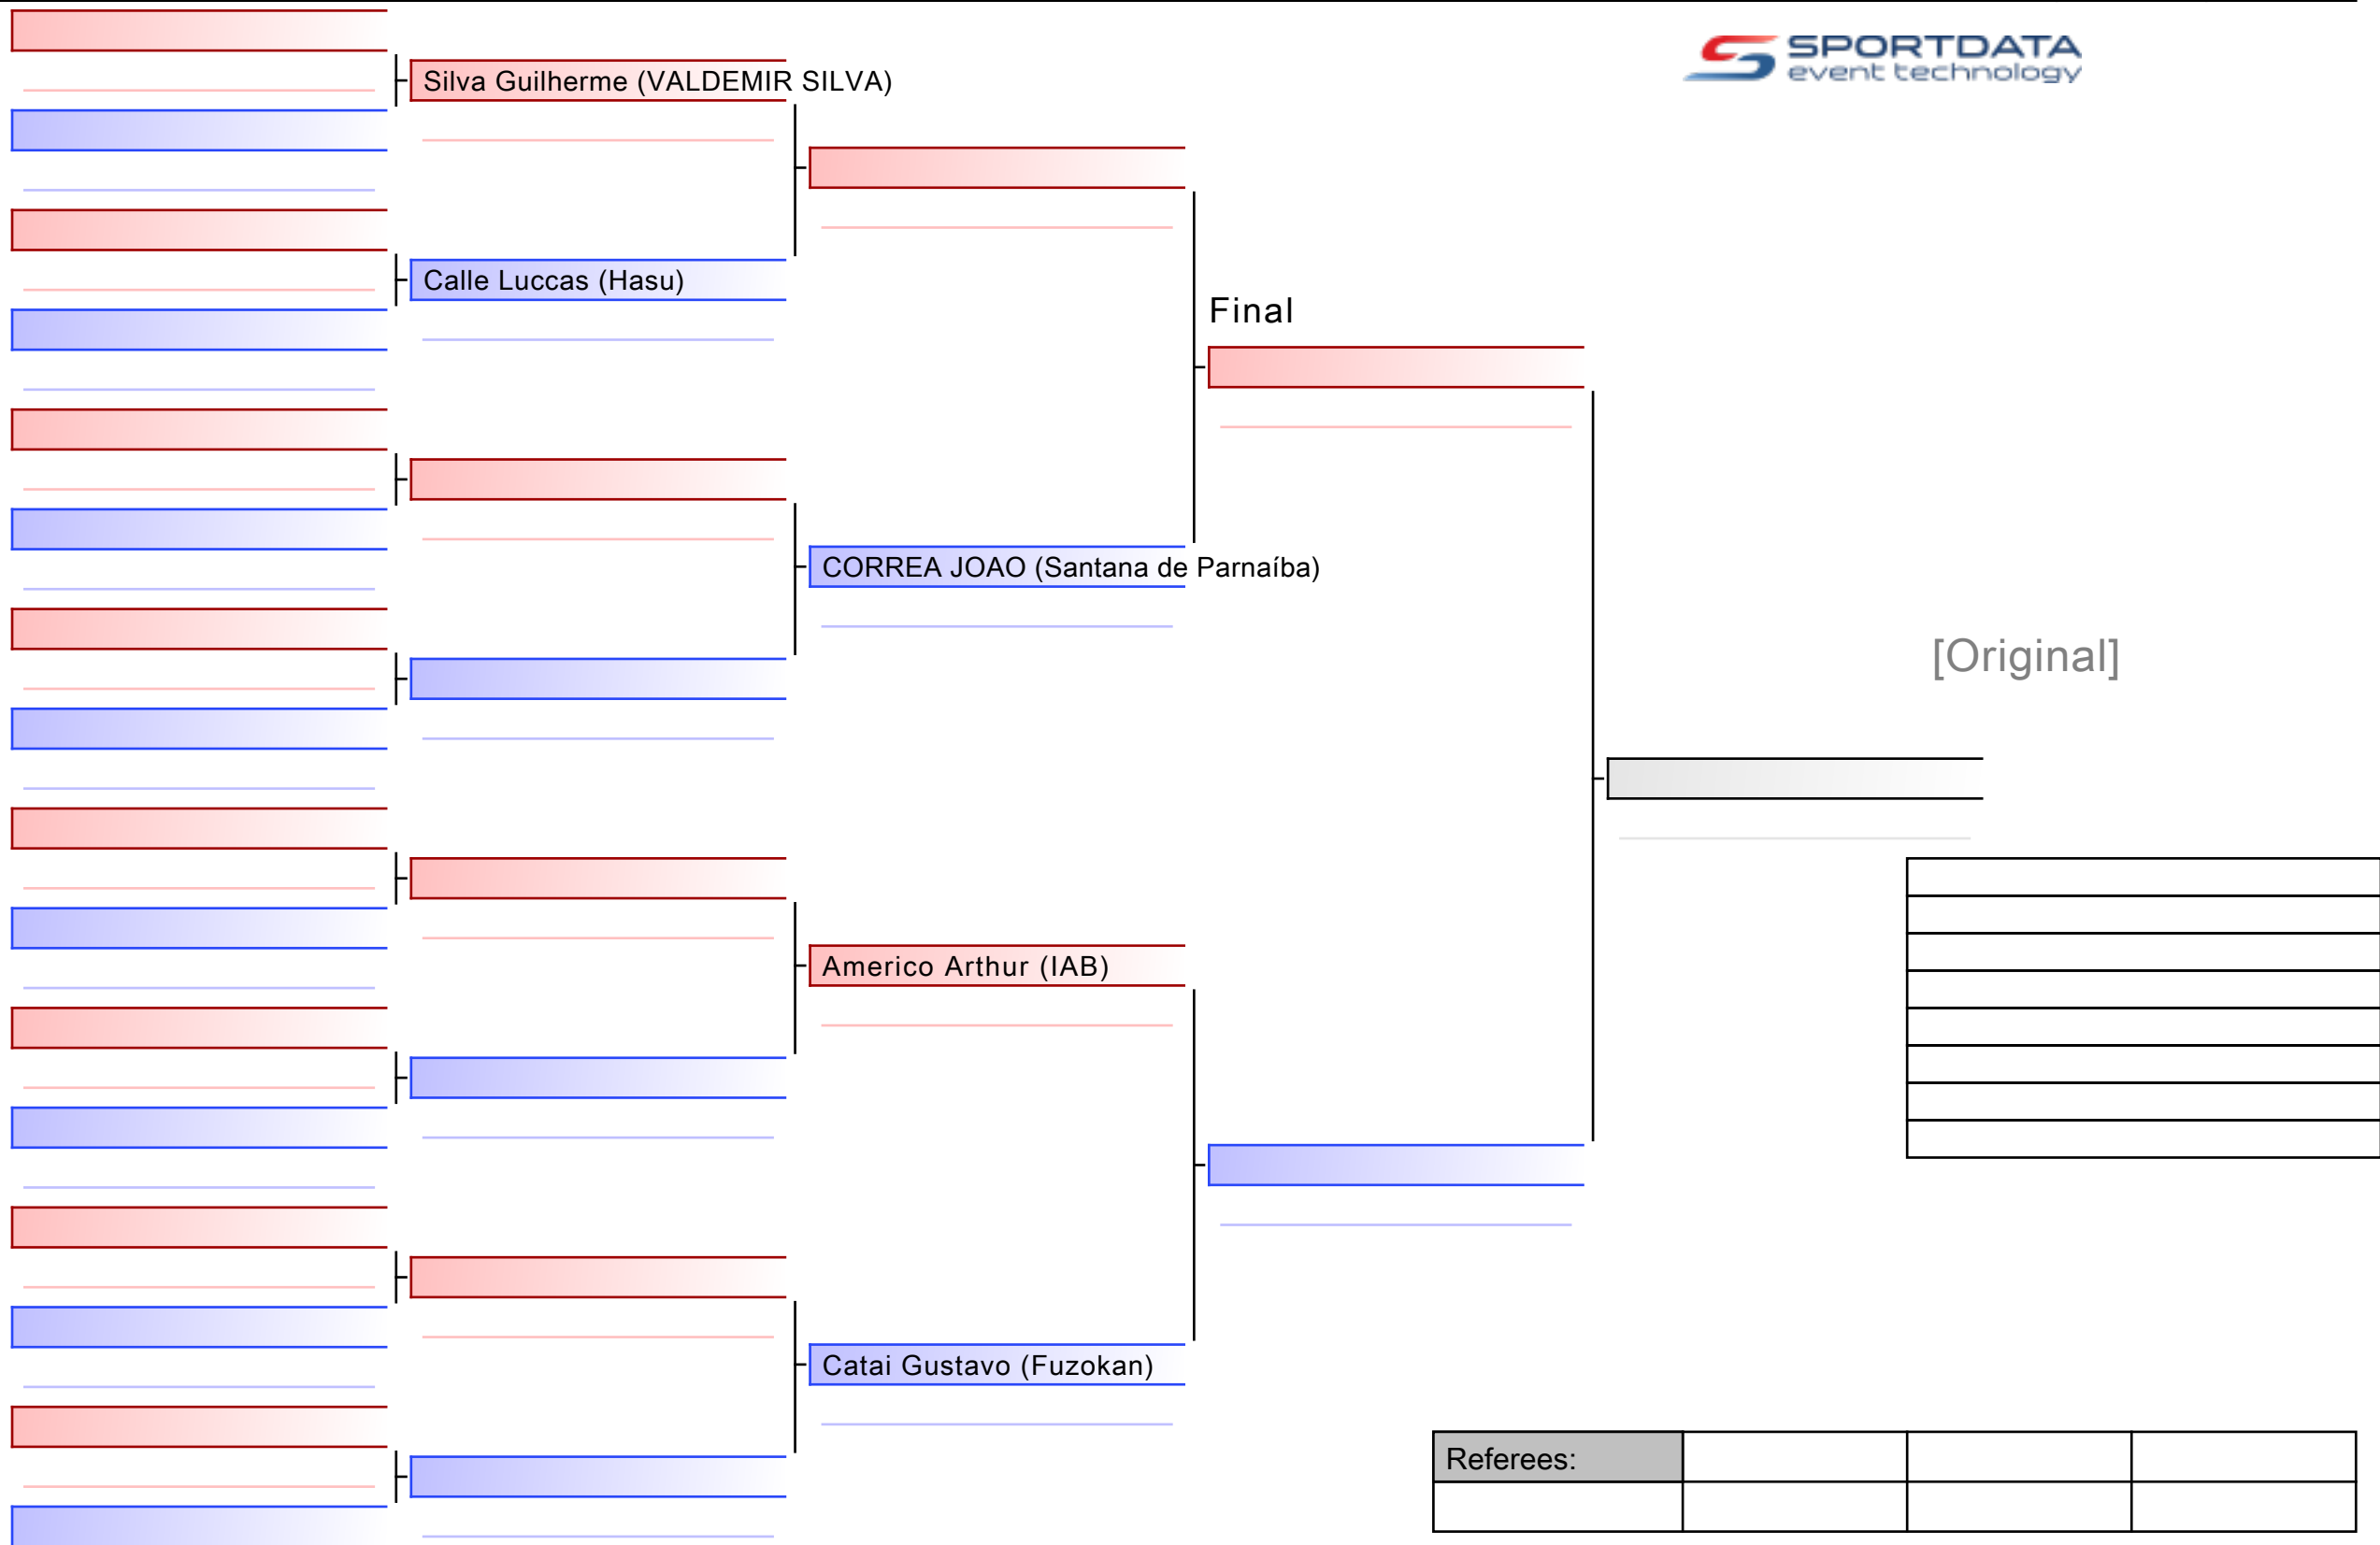 SPORTDATA
event technology
Silva Guilherme (VALDEMIR SILVA)
Calle Luccas (Hasu)
Final
CORREA JOAO (Santana de Parnaíba)
[Original]
Americo Arthur (IAB)
Catai Gustavo (Fuzokan)
Referees: